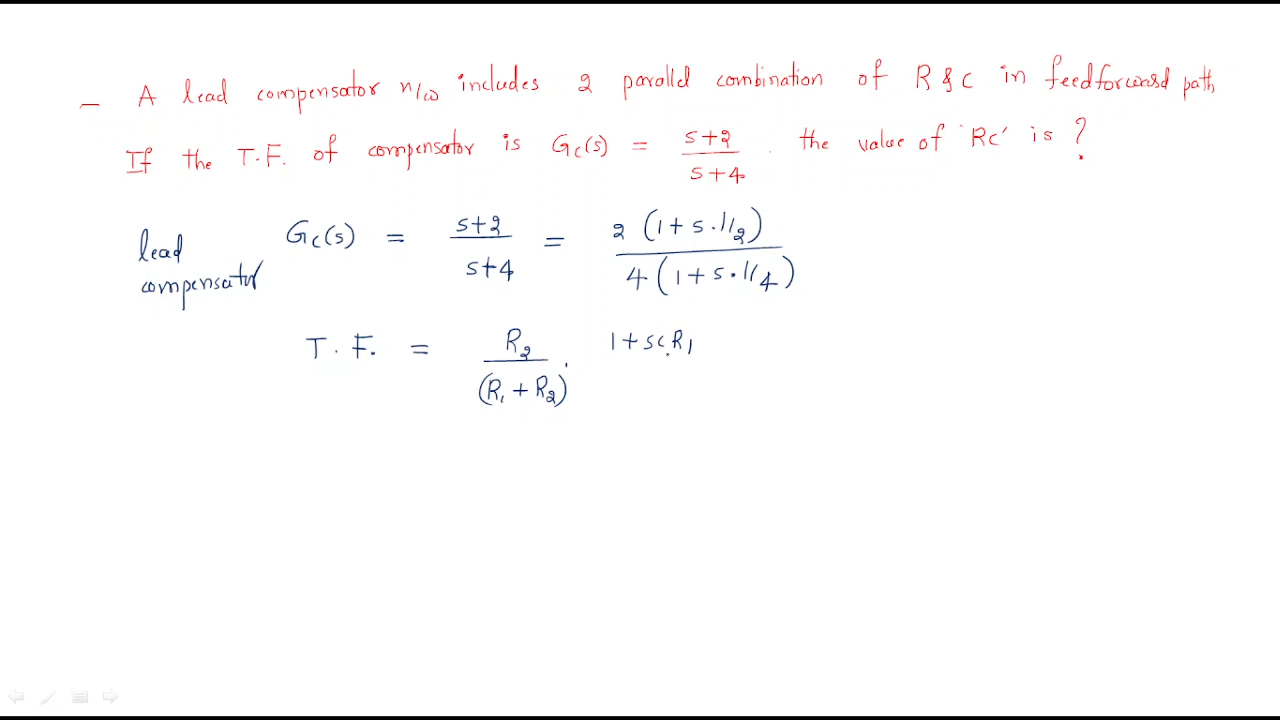 – A lead compensator n/w includes 2 parallel combination of R & C in feedforward path
If the T.F. of compensator is Gc(s) = s+2 / s+4 . the value of 'RC' is ?
lead compensator Gc(s) = s+2 / s+4 = 2 (1 + s.1/2) / 4 (1 + s.1/4)
T.F. = R2 / (R1 + R2) . 1 + sCR1